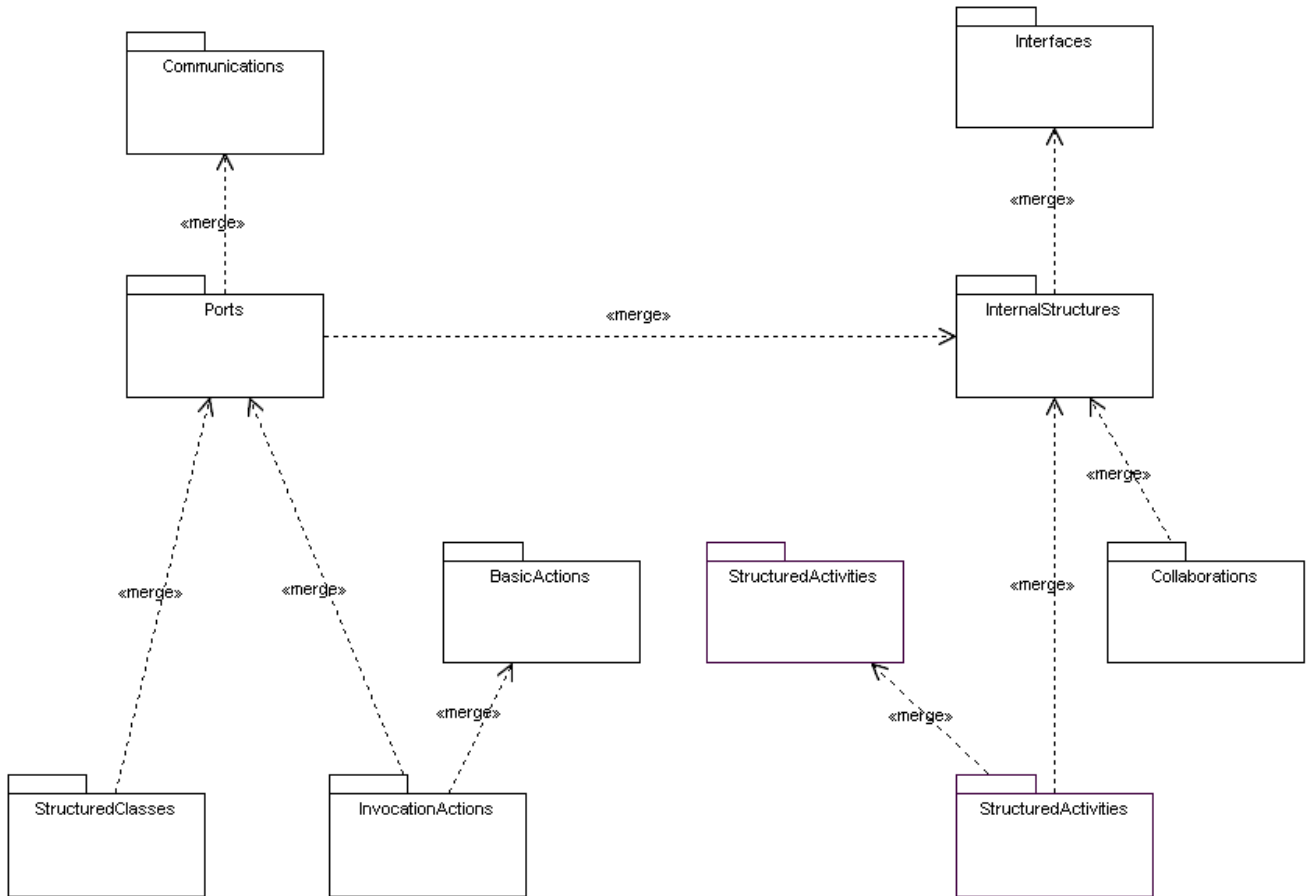 Interfaces
Communications
«merge»
«merge»
Ports
«merge»
InternalStructures
«merge»
BasicActions
StructuredActivities
Collaborations
«merge»
«merge»
«merge»
«merge»
«merge»
StructuredClasses
InvocationActions
StructuredActivities